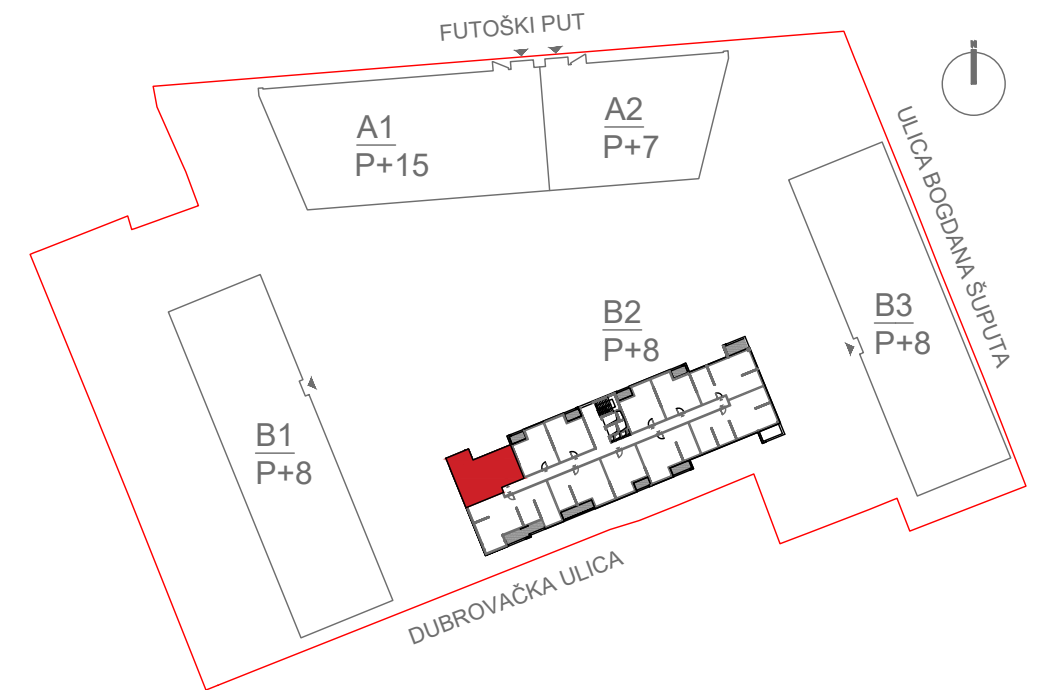 FUTOŠKI PUT
N
A1
P+15
A2
P+7
ULICA BOGDANA ŠUPUTA
B2
P+8
B3
P+8
B1
P+8
DUBROVAČKA ULICA